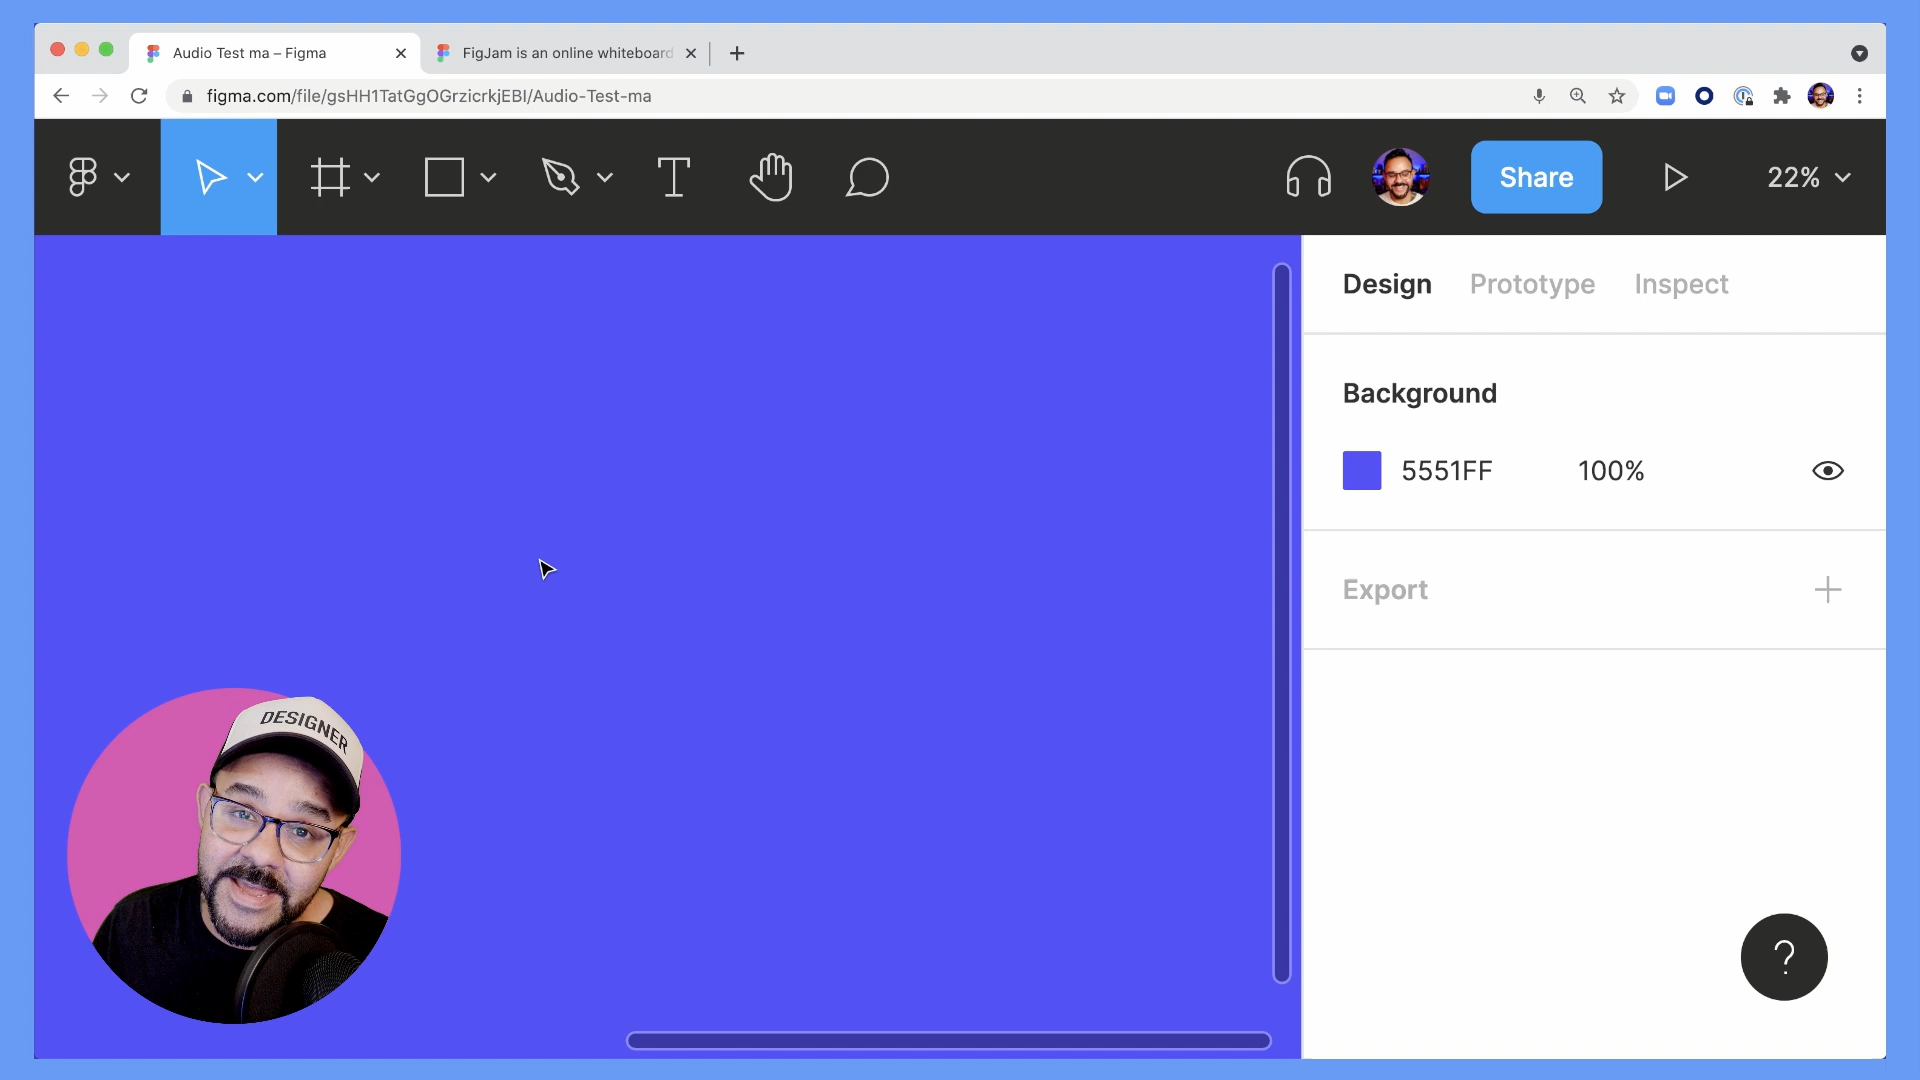 Audio Test ma – Figma
FigJam is an online whiteboard
figma.com/file/gsHH1TatGgOGrzicrkjEBI/Audio-Test-ma
Share
22%
Design Prototype Inspect
Background
5551FF 100%
Export
DESIGNER
?